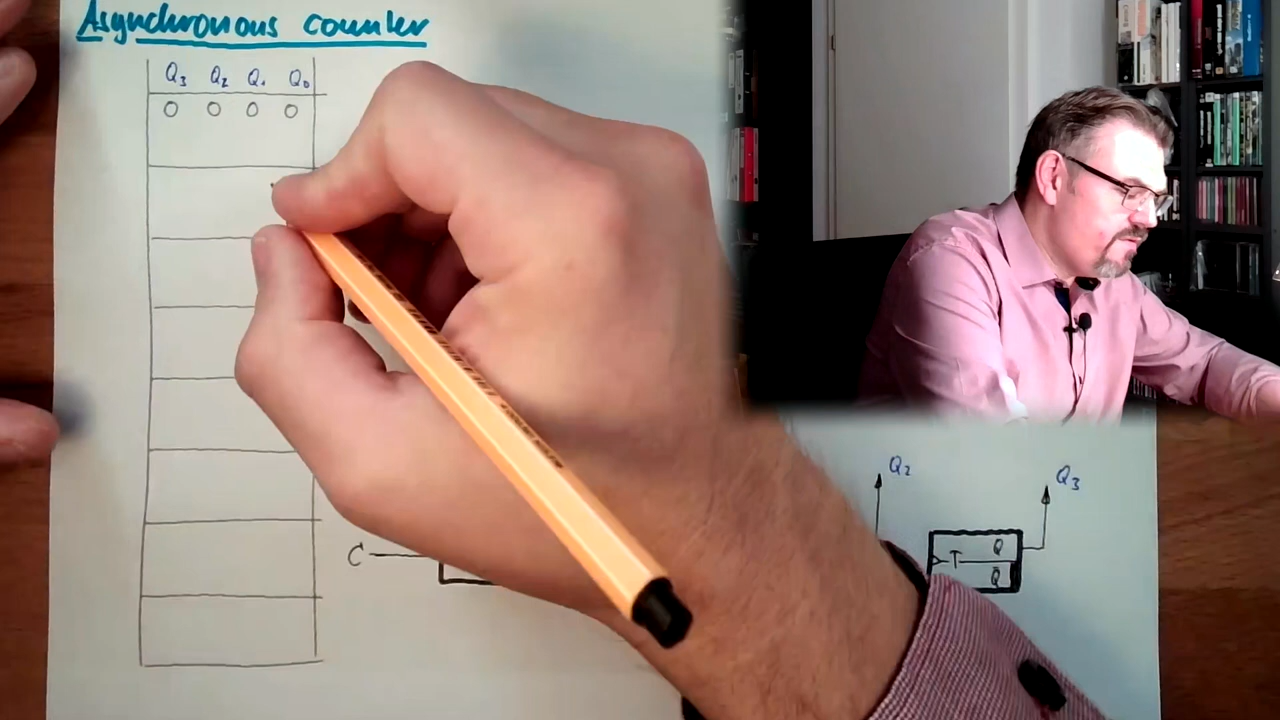 Asynchronous counter
Q₃ Q₂ Q₁ Q₀
0 0 0 0
C
Q₂
Q₃
T Q
Q̅